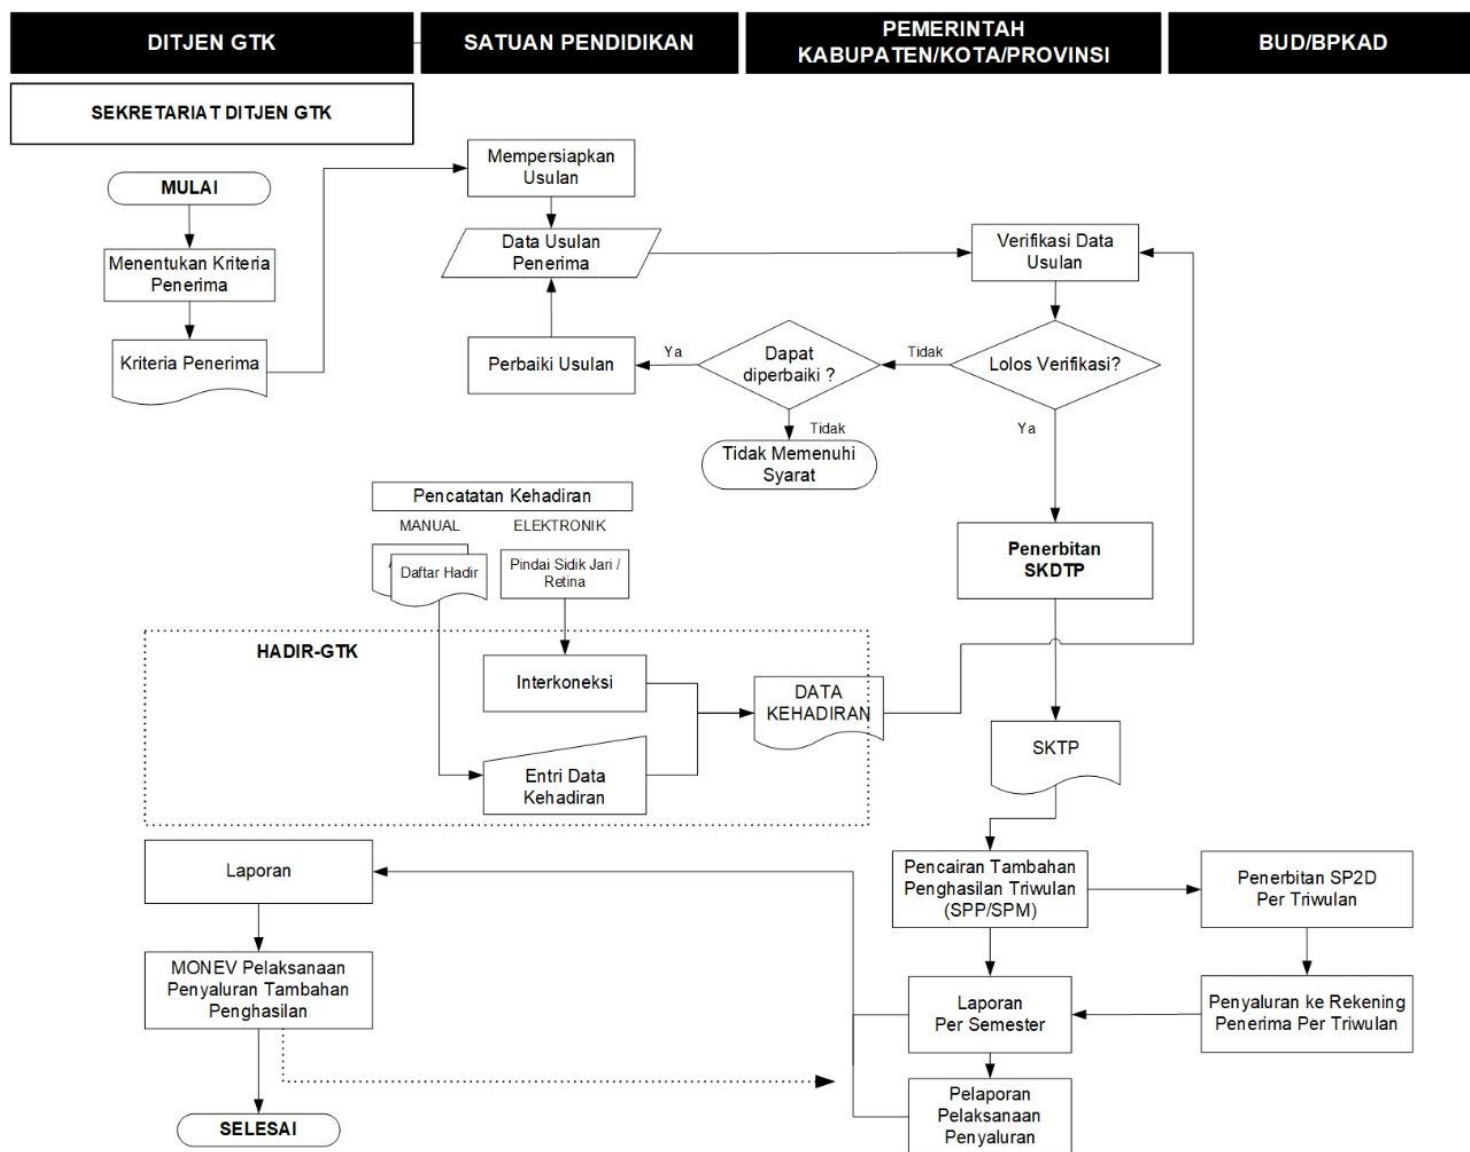 DITJEN GTK
SATUAN PENDIDIKAN
PEMERINTAH
KABUPATEN/KOTA/PROVINSI
BUD/BPKAD
SEKRETARIAT DITJEN GTK
MULAI
Menentukan Kriteria
Penerima
Kriteria Penerima
Mempersiapkan
Usulan
Data Usulan
Penerima
Perbaiki Usulan
Ya
Dapat
diperbaiki ?
Tidak
Tidak
Tidak Memenuhi
Syarat
Verifikasi Data
Usulan
Lolos Verifikasi?
Ya
Penerbitan
SKDTP
Pencatatan Kehadiran
MANUAL
ELEKTRONIK
Daftar Hadir
Pindai Sidik Jari /
Retina
HADIR-GTK
Interkoneksi
Entri Data
Kehadiran
DATA
KEHADIRAN
SKTP
Pencairan Tambahan
Penghasilan Triwulan
(SPP/SPM)
Penerbitan SP2D
Per Triwulan
Penyaluran ke Rekening
Penerima Per Triwulan
Laporan
Per Semester
Pelaporan
Pelaksanaan
Penyaluran
Laporan
MONEV Pelaksanaan
Penyaluran Tambahan
Penghasilan
SELESAI